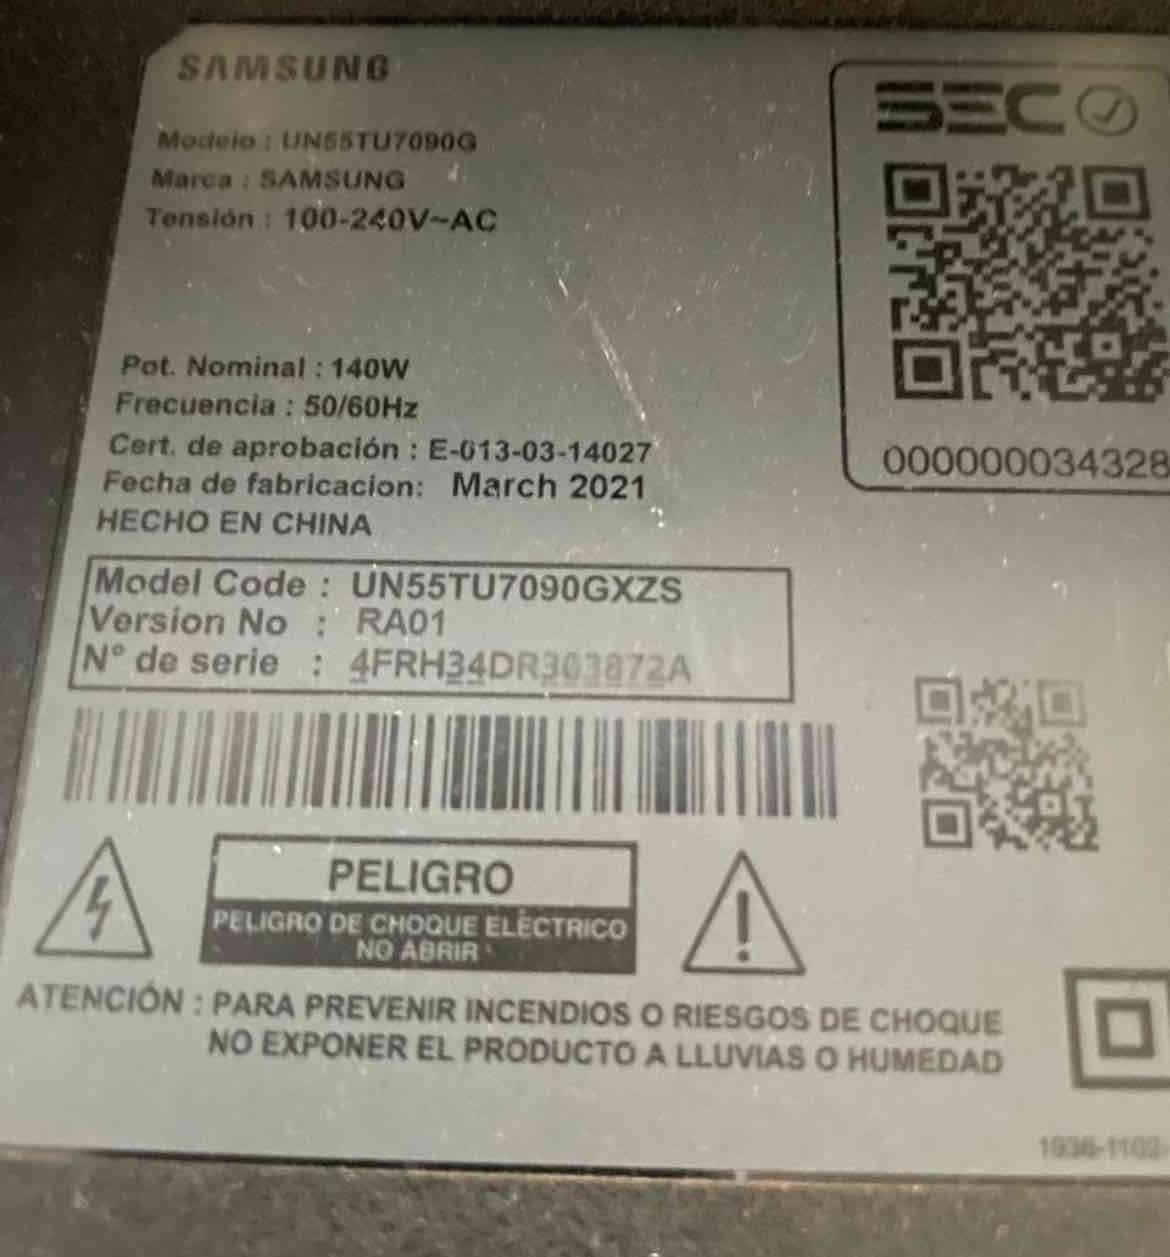 SAMSUNG
Modelo : UN55TU7090G
Marca : SAMSUNG
Tensión : 100-240V~AC
Pot. Nominal : 140W
Frecuencia : 50/60Hz
Cert. de aprobación : E-013-03-14027
Fecha de fabricacion: March 2021
HECHO EN CHINA
SEC
000000034328
Model Code : UN55TU7090GXZS
Version No : RA01
N° de serie : 4FRH34DR303872A
PELIGRO
PELIGRO DE CHOQUE ELÉCTRICO
NO ABRIR
ATENCIÓN : PARA PREVENIR INCENDIOS O RIESGOS DE CHOQUE
NO EXPONER EL PRODUCTO A LLUVIAS O HUMEDAD
1936-1102-